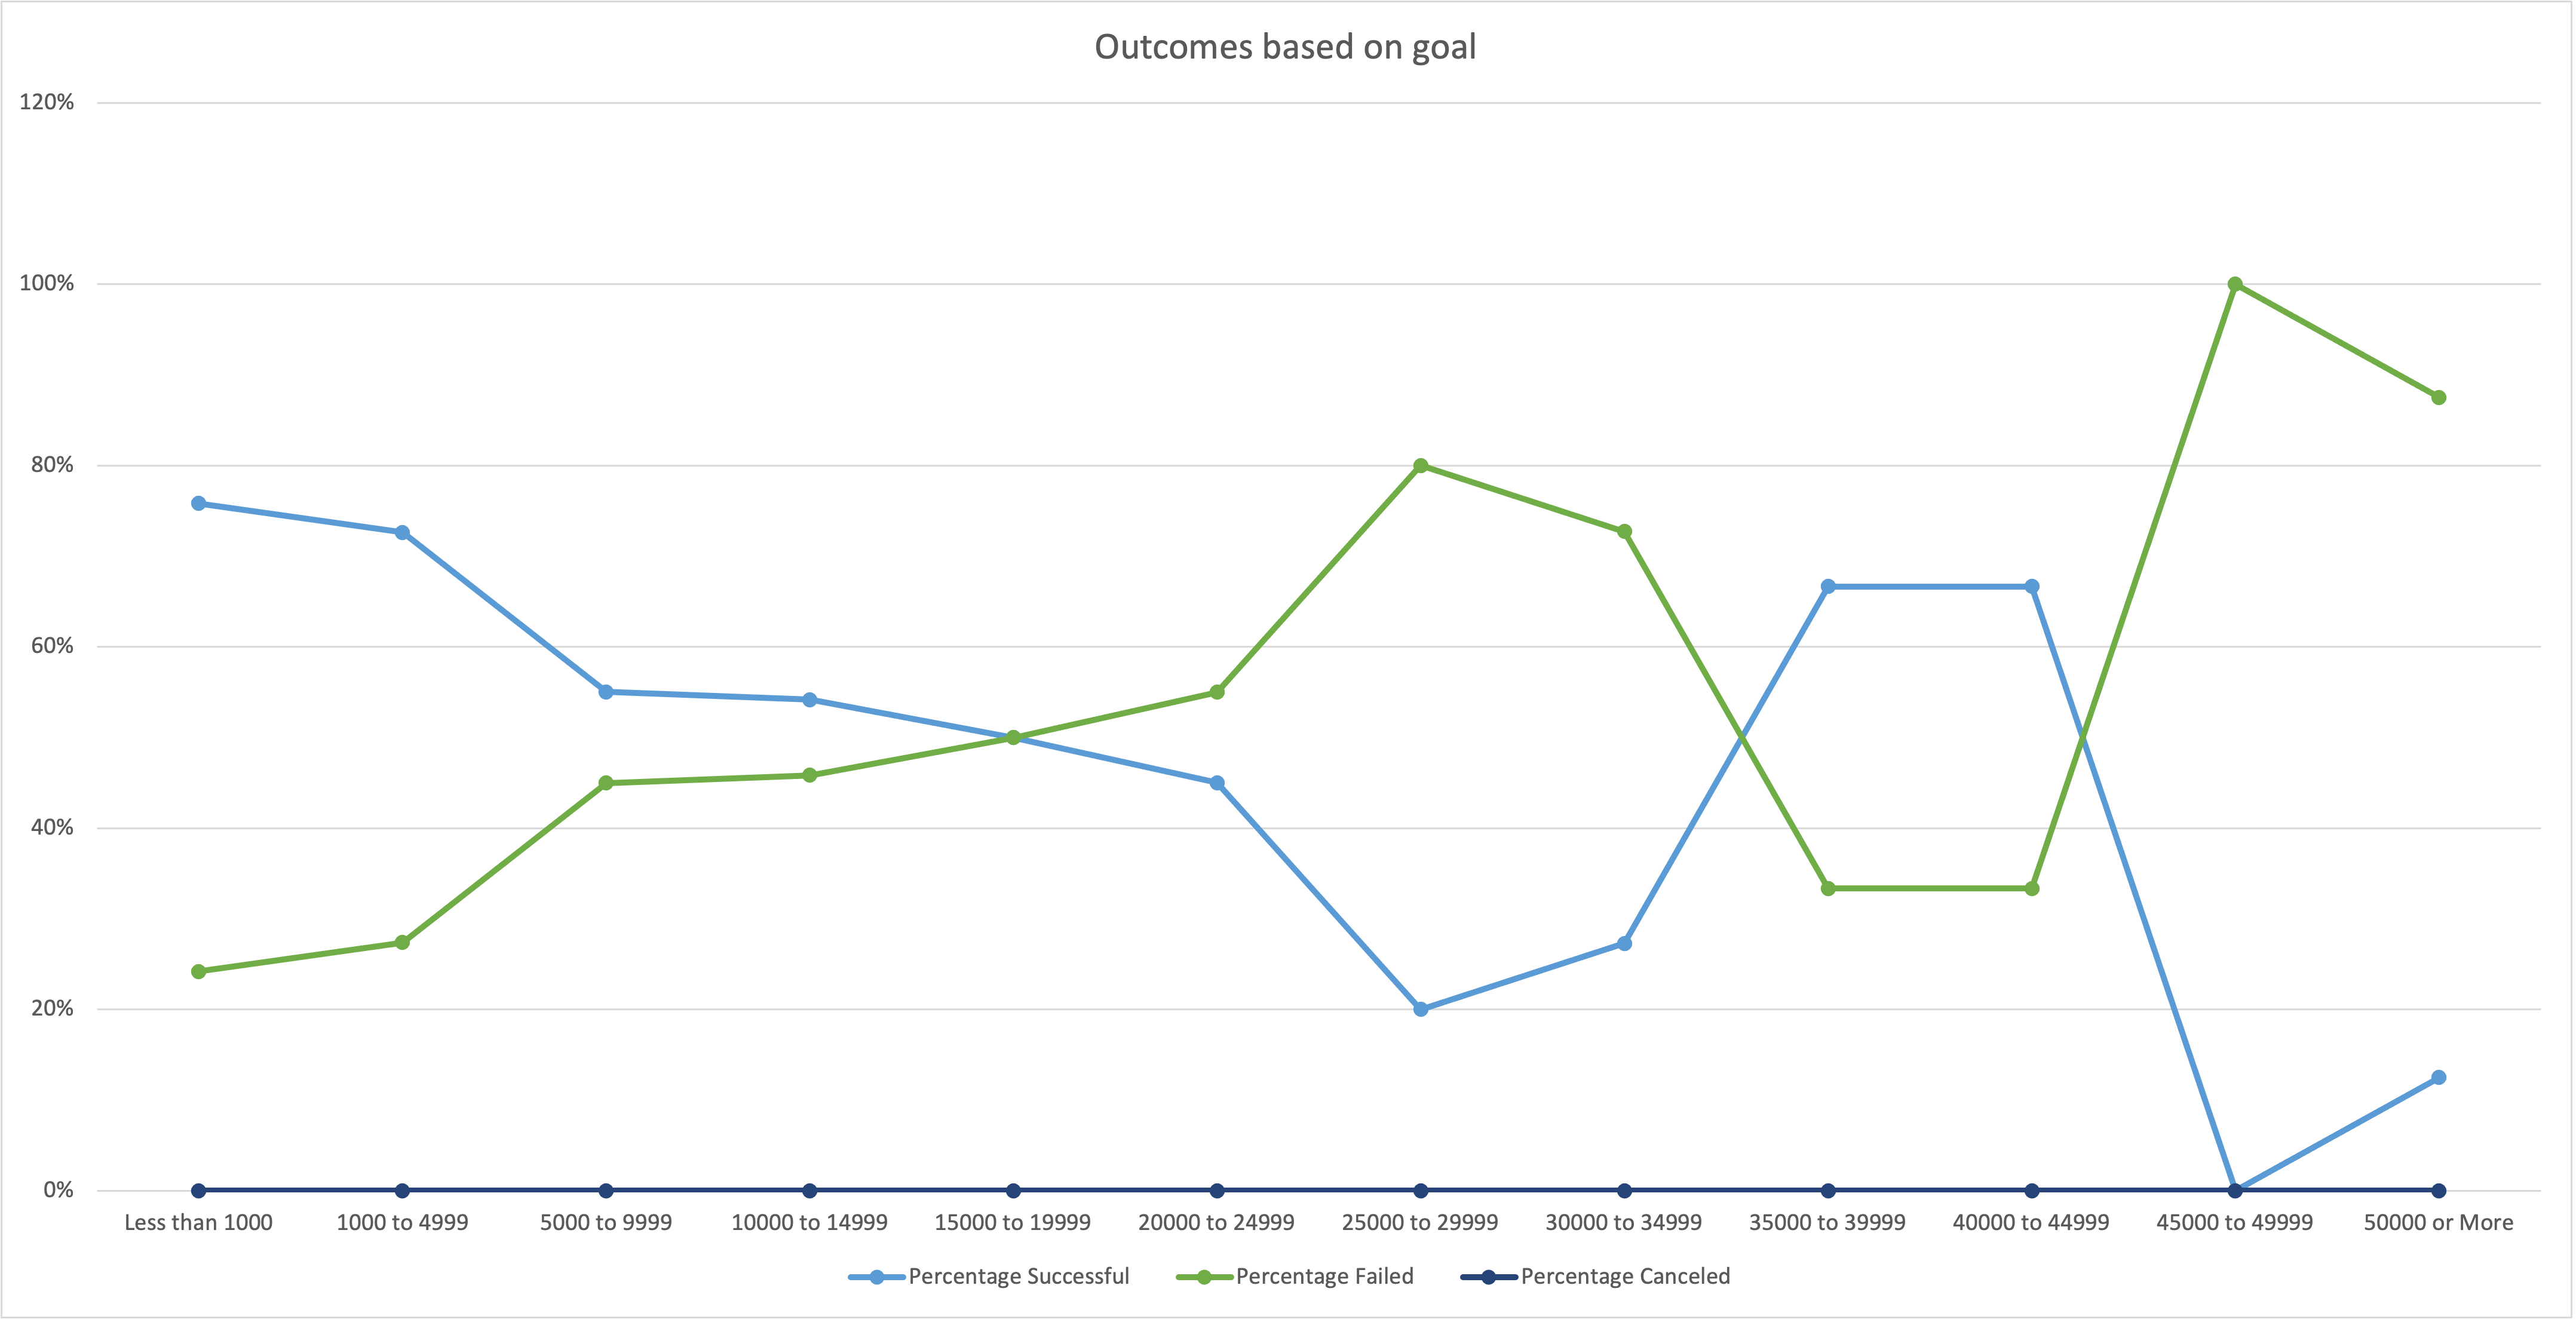 Outcomes based on goal
120%
100%
80%
60%
40%
20%
0%
Less than 1000 1000 to 4999 5000 to 9999 10000 to 14999 15000 to 19999 20000 to 24999 25000 to 29999 30000 to 34999 35000 to 39999 40000 to 44999 45000 to 49999 50000 or More
Percentage Successful Percentage Failed Percentage Canceled